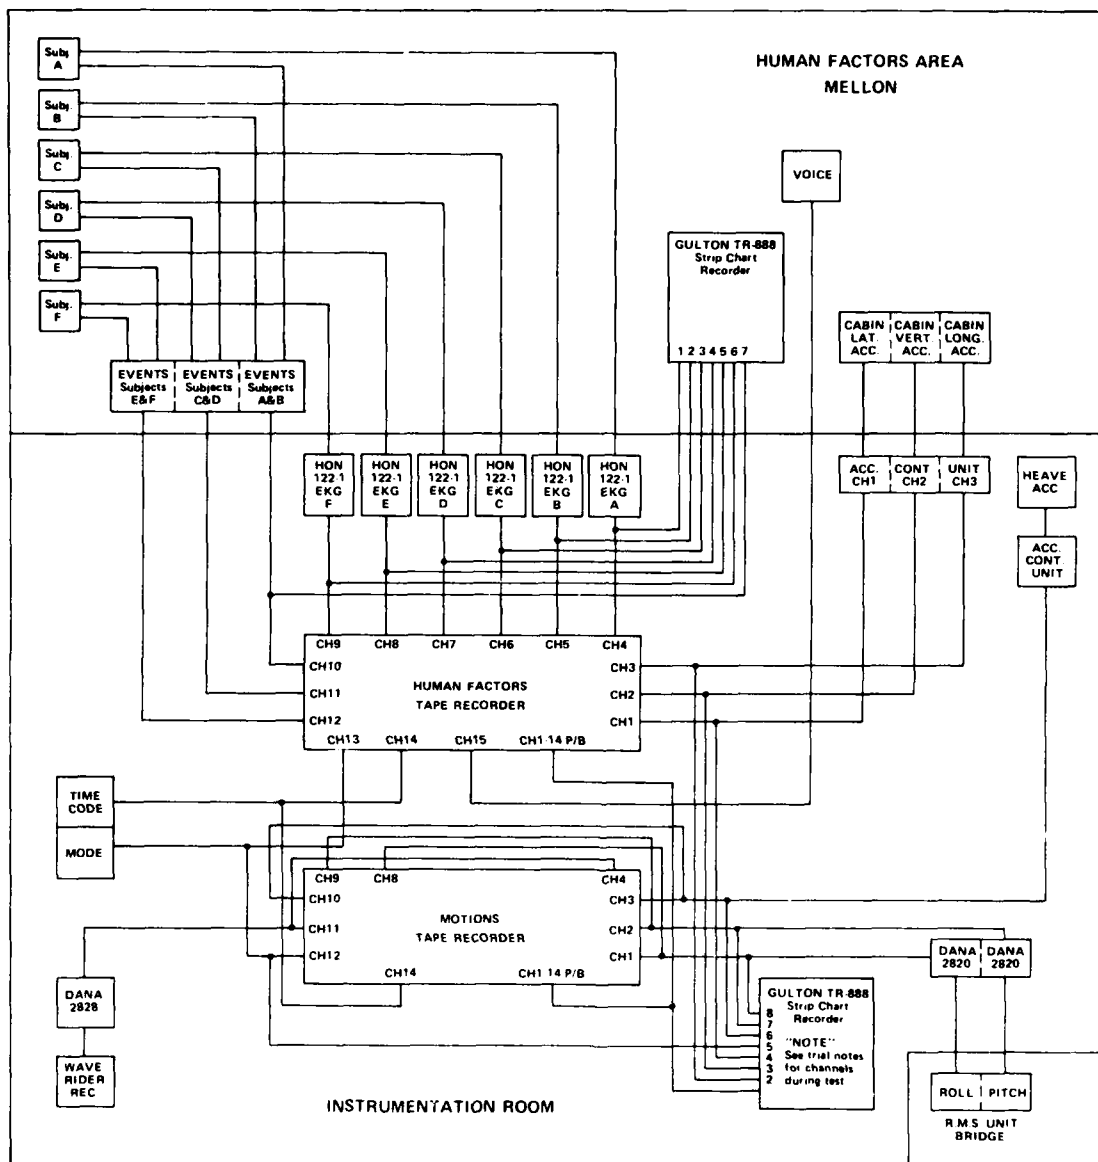 HUMAN FACTORS AREA
MELLON
Subj.
A
Subj.
B
Subj.
C
Subj.
D
Subj.
E
Subj.
F
VOICE
GULTON TR-888
Strip Chart
Recorder
1 2 3 4 5 6 7
CABIN
LAT.
ACC.
CABIN
VERT.
ACC.
CABIN
LONG.
ACC.
EVENTS
Subjects
E&F
EVENTS
Subjects
C&D
EVENTS
Subjects
A&B
HON
122-1
EKG
F
HON
122-1
EKG
E
HON
122-1
EKG
D
HON
122-1
EKG
C
HON
122-1
EKG
B
HON
122-1
EKG
A
ACC.
CH1
CONT
CH2
UNIT
CH3
HEAVE
ACC
ACC.
CONT.
UNIT
CH9 CH8 CH7 CH6 CH5 CH4
CH10
CH11
CH12
HUMAN FACTORS
TAPE RECORDER
CH3
CH2
CH1
CH13 CH14 CH15 CH1-14 P/B
TIME
CODE
MODE
CH9 CH8 CH4
CH10
CH11
CH12
MOTIONS
TAPE RECORDER
CH3
CH2
CH1
CH14 CH1-14 P/B
DANA
2828
WAVE
RIDER
REC
GULTON TR-888
Strip Chart
Recorder
"NOTE"
See trial notes
for channels
during test
8
7
6
5
4
3
2
DANA
2820
DANA
2820
ROLL PITCH
R.M.S UNIT
BRIDGE
INSTRUMENTATION ROOM